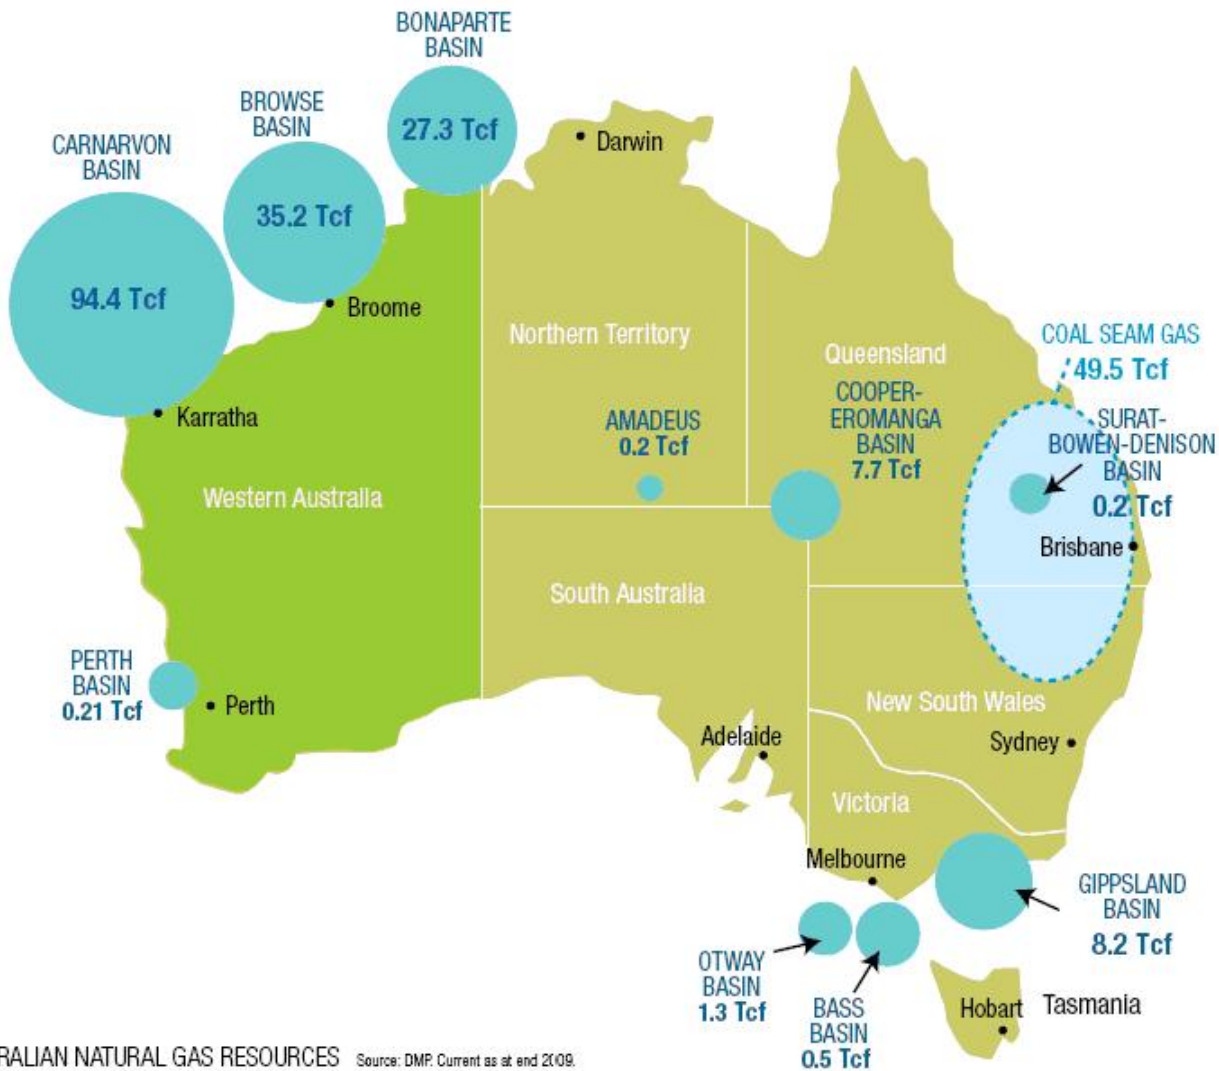 BONAPARTE
BASIN
27.3 Tcf
BROWSE
BASIN
35.2 Tcf
CARNARVON
BASIN
94.4 Tcf
Darwin
Broome
Karratha
Northern Territory
Queensland
COAL SEAM GAS
49.5 Tcf
COOPER-
EROMANGA
BASIN
7.7 Tcf
AMADEUS
0.2 Tcf
SURAT-
BOWEN-DENISON
BASIN
0.2 Tcf
Western Australia
Brisbane
South Australia
PERTH
BASIN
0.21 Tcf
Perth
New South Wales
Adelaide
Sydney
Victoria
Melbourne
GIPPSLAND
BASIN
8.2 Tcf
OTWAY
BASIN
1.3 Tcf
BASS
BASIN
0.5 Tcf
Hobart
Tasmania
RALIAN NATURAL GAS RESOURCES Source: DMP. Current as at end 2009.